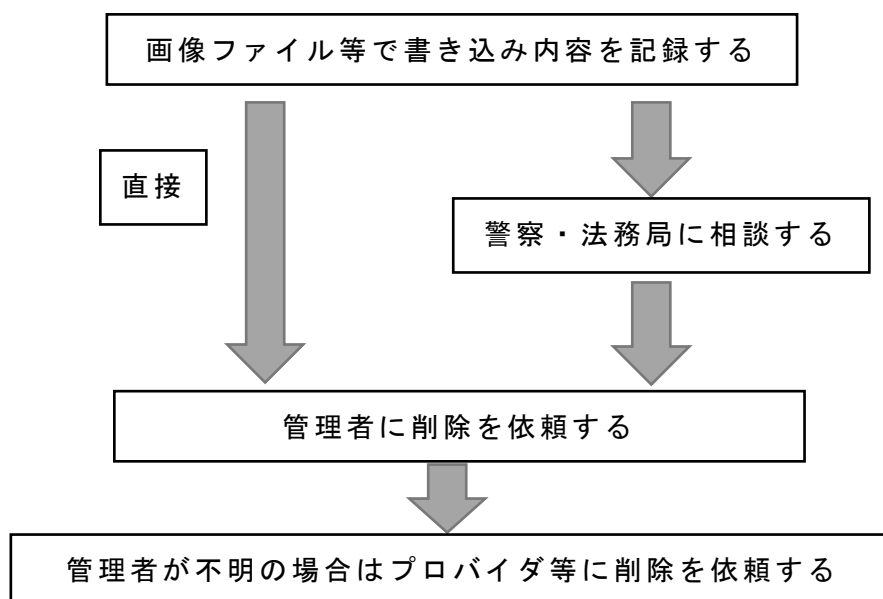 画像ファイル等で書き込み内容を記録する
直接
警察・法務局に相談する
管理者に削除を依頼する
管理者が不明の場合はプロバイダ等に削除を依頼する